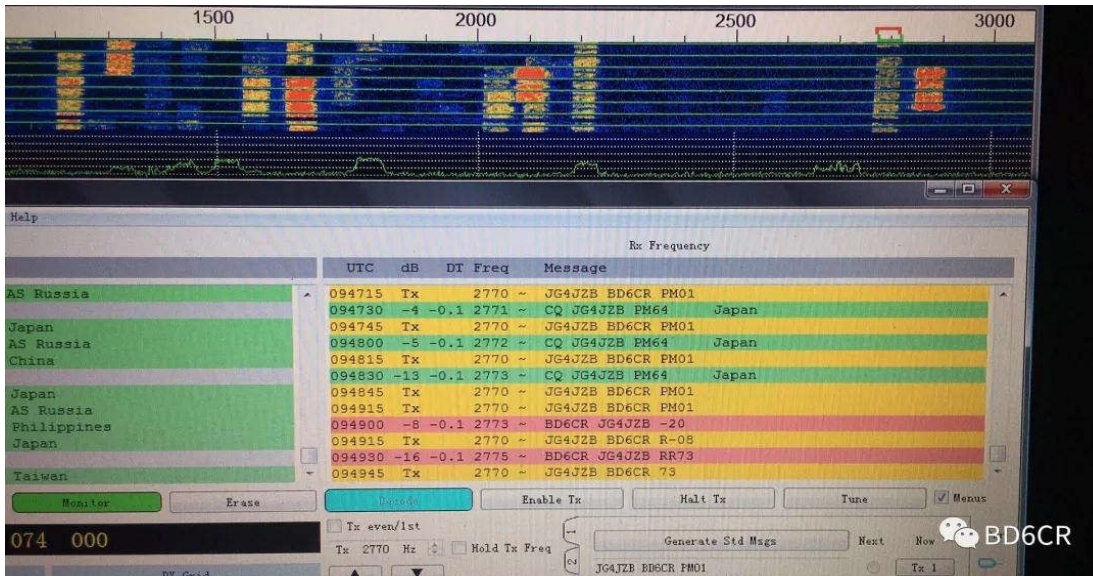 1500 2000 2500 3000
Help
Rx Frequency
UTC dB DT Freq Message
AS Russia
Japan
AS Russia
China
Japan
AS Russia
Philippines
Japan
Taiwan
094715 Tx 2770 ~ JG4JZB BD6CR PM01
094730 -4 -0.1 2771 ~ CQ JG4JZB PM64 Japan
094745 Tx 2770 ~ JG4JZB BD6CR PM01
094800 -5 -0.1 2772 ~ CQ JG4JZB PM64 Japan
094815 Tx 2770 ~ JG4JZB BD6CR PM01
094830 -13 -0.1 2773 ~ CQ JG4JZB PM64 Japan
094845 Tx 2770 ~ JG4JZB BD6CR PM01
094915 Tx 2770 ~ JG4JZB BD6CR PM01
094900 -8 -0.1 2773 ~ BD6CR JG4JZB -20
094915 Tx 2770 ~ JG4JZB BD6CR R-08
094930 -16 -0.1 2775 ~ BD6CR JG4JZB RR73
094945 Tx 2770 ~ JG4JZB BD6CR 73
Monitor Erase Decode Enable Tx Halt Tx Tune Menus
074 000
Tx even/1st
Tx 2770 Hz Hold Tx Freq
1
2
Generate Std Msgs Next Now
JG4JZB BD6CR PM01 Tx 1
DX Grid
BD6CR